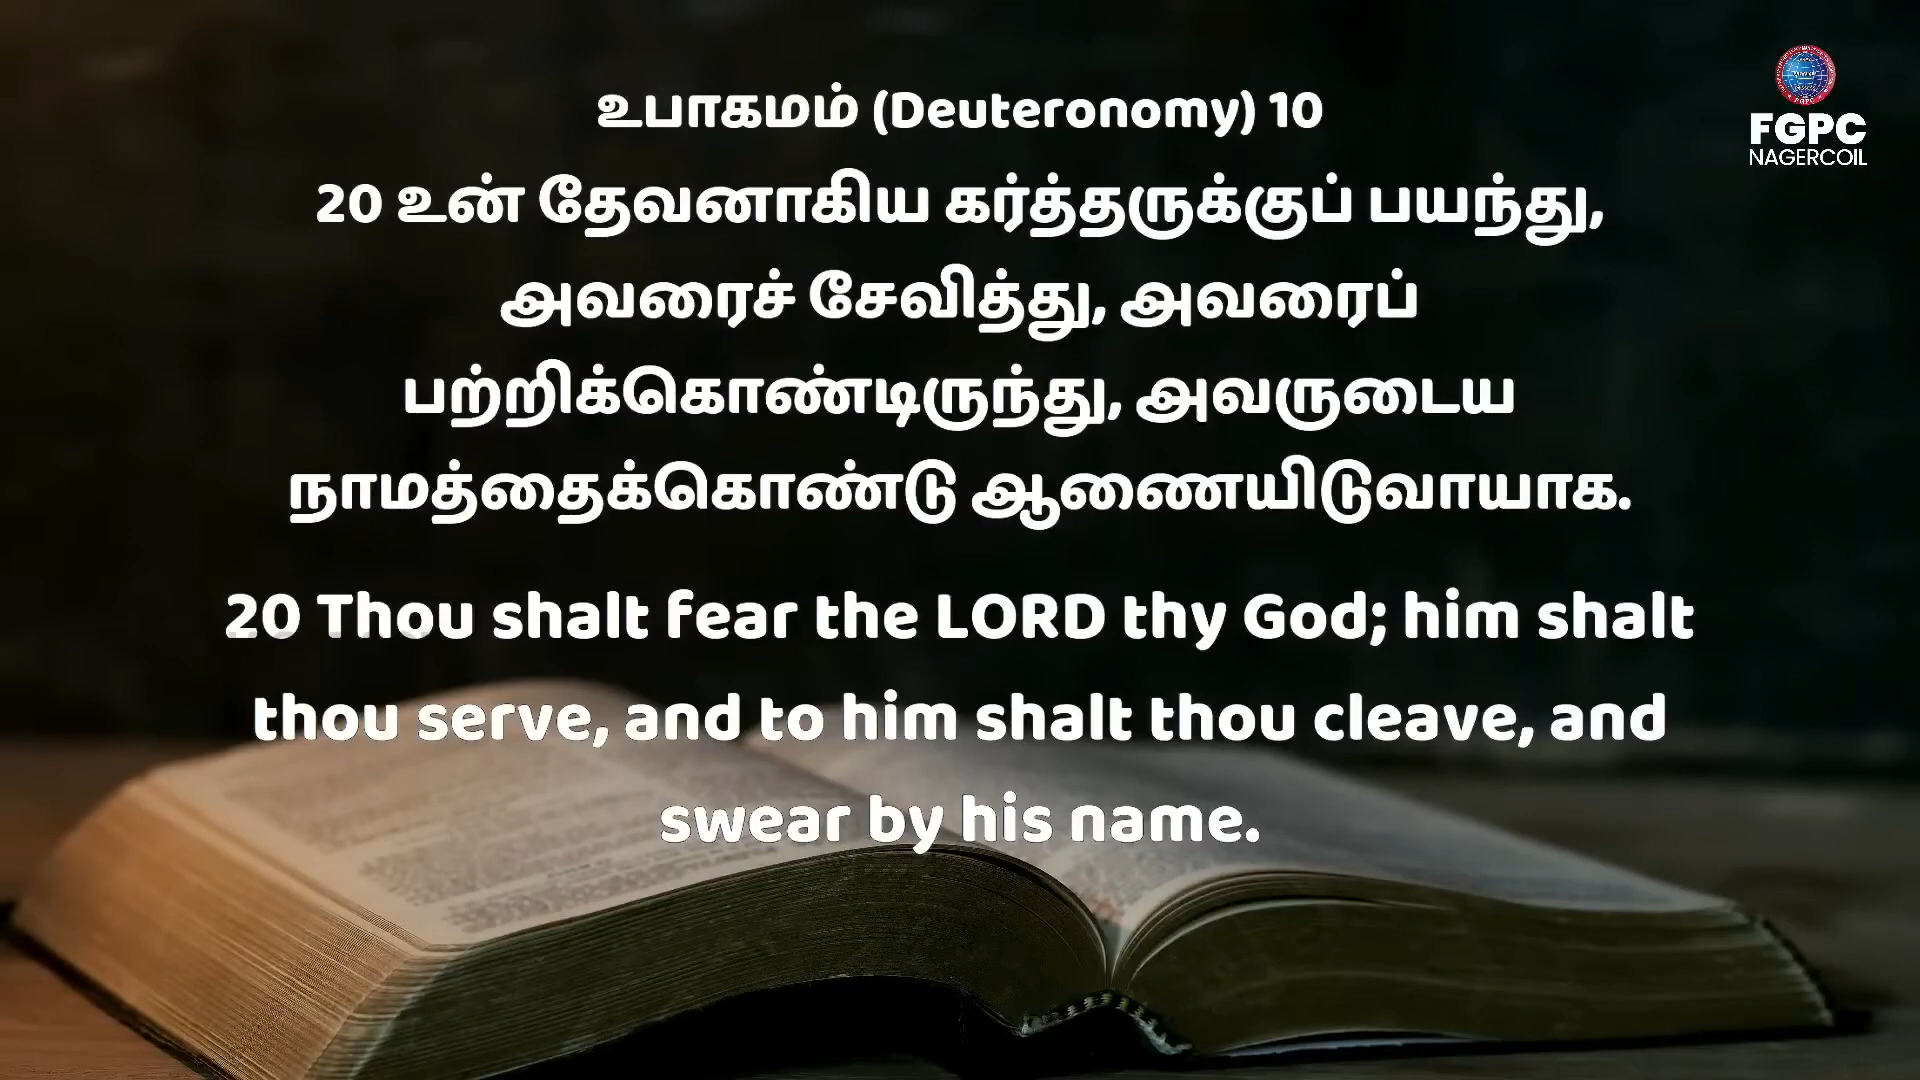 உபாகமம் (Deuteronomy) 10
20 உன் தேவனாகிய கர்த்தருக்குப் பயந்து,
அவரைச் சேவித்து, அவரைப்
பற்றிக்கொண்டிருந்து, அவருடைய
நாமத்தைக்கொண்டு ஆணையிடுவாயாக.
20 Thou shalt fear the LORD thy God; him shalt
thou serve, and to him shalt thou cleave, and
swear by his name.
FGPC
NAGERCOIL